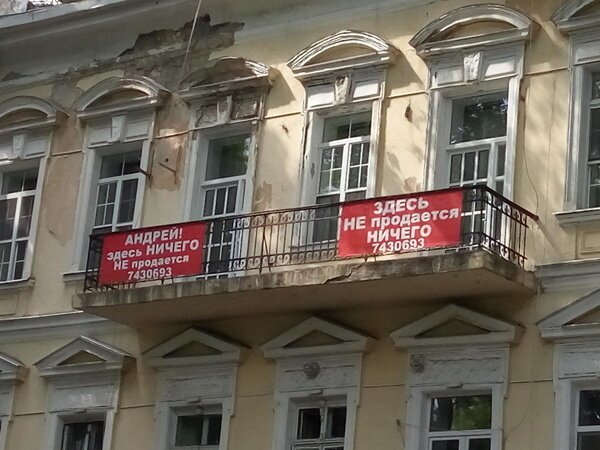 АНДРЕЙ!
здесь НИЧЕГО
НЕ продается
7430693
ЗДЕСЬ
НЕ продается
НИЧЕГО
7430693